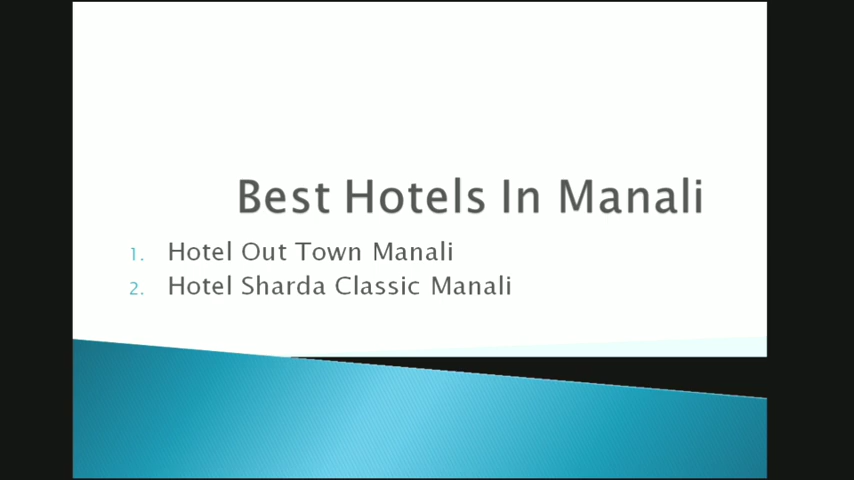 Best Hotels In Manali
1. Hotel Out Town Manali
2. Hotel Sharda Classic Manali